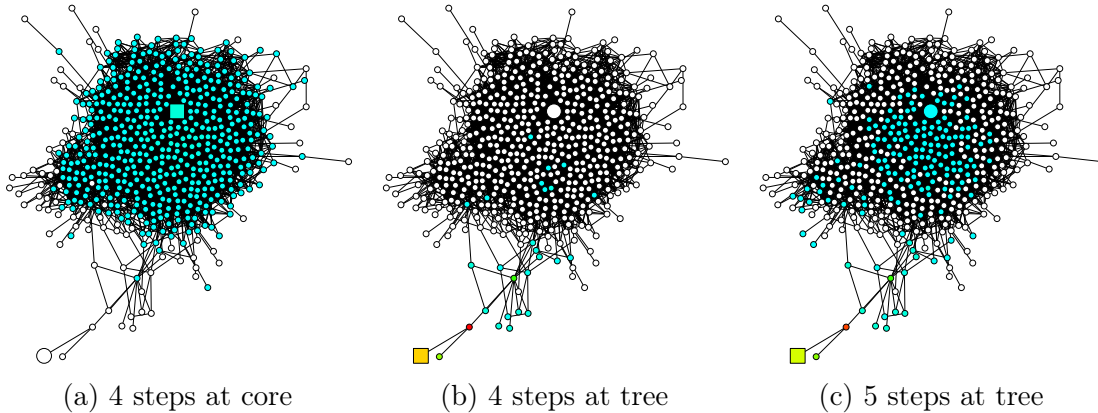 (a) 4 steps at core
(b) 4 steps at tree
(c) 5 steps at tree